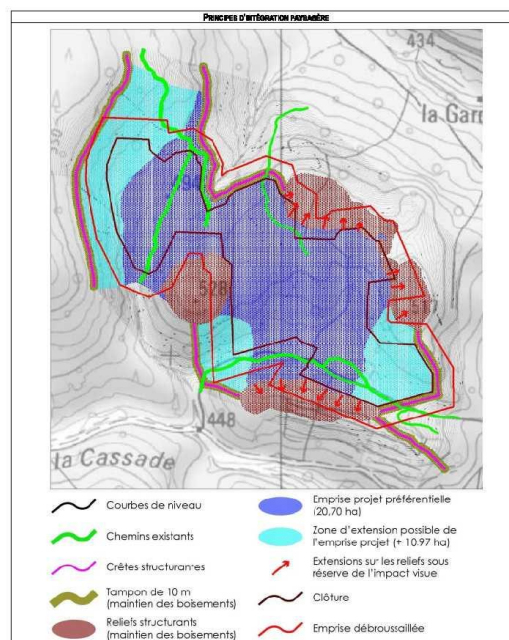 PRINCIPES D'INTÉGRATION PAYSAGÈRE
434
la Gar
528
448
la Cassade
Courbes de niveau
Chemins existants
Crêtes structurantes
Tampon de 10 m
(maintien des boisements)
Reliefs structurants
(maintien des boisements)
Emprise projet préférentielle
(20,70 ha)
Zone d'extension possible de
l'emprise projet (+ 10,97 ha)
Extensions sur les reliefs sous
réserve de l'impact visue
Clôture
Emprise débroussaillée